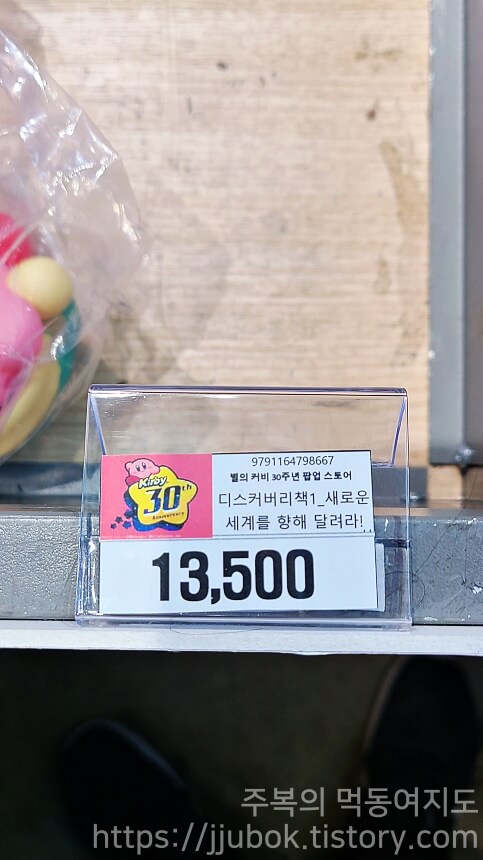 9791164798667
별의 커비 30주년 팝업 스토어
Kirby
30th
Anniversary
디스커버리책1_새로운
세계를 향해 달려라!..
13,500
주복의 먹동여지도
https://jjubok.tistory.com